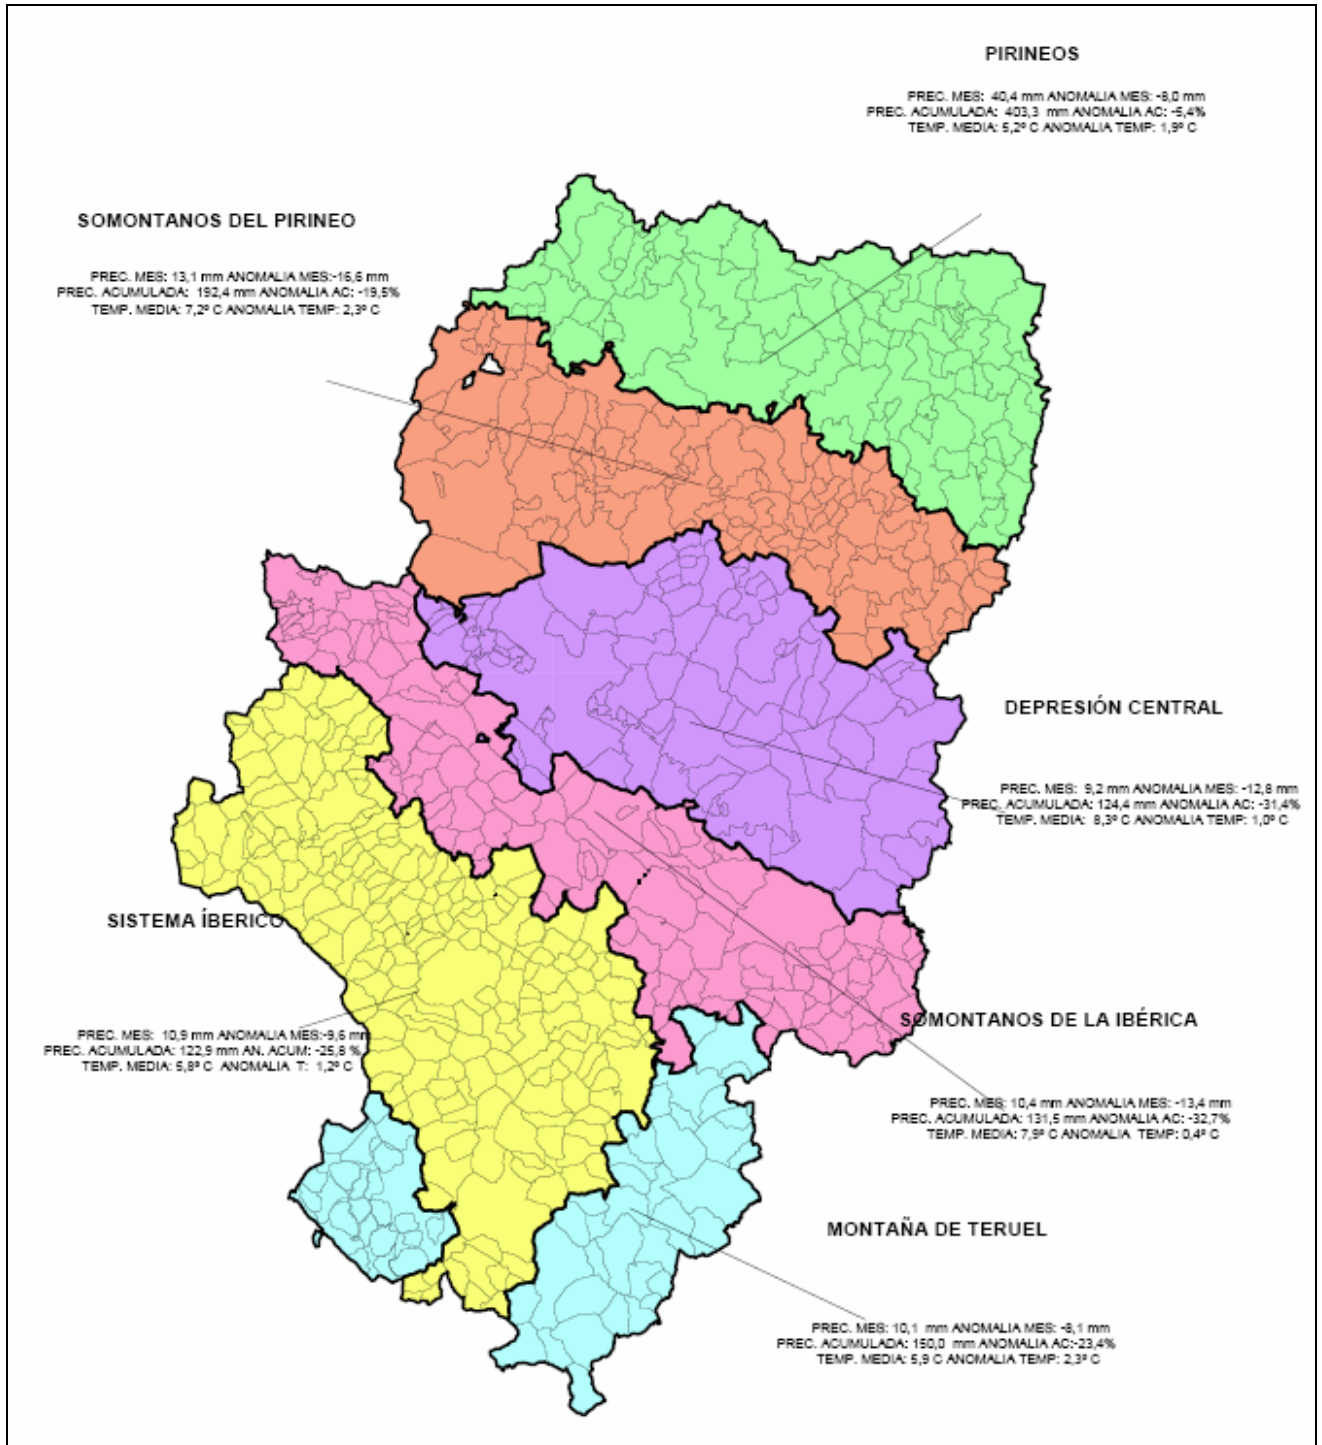 PIRINEOS
PREC. MES: 40,4 mm ANOMALIA MES: -8,0 mm
PREC. ACUMULADA: 403,3 mm ANOMALIA AC: -5,4%
TEMP. MEDIA: 5,2º C ANOMALIA TEMP: 1,9º C
SOMONTANOS DEL PIRINEO
PREC. MES: 13,1 mm ANOMALIA MES:-16,6 mm
PREC. ACUMULADA: 192,4 mm ANOMALIA AC: -19,5%
TEMP. MEDIA: 7,2º C ANOMALIA TEMP: 2,3º C
DEPRESIÓN CENTRAL
PREC. MES: 9,2 mm ANOMALIA MES: -12,8 mm
PREC. ACUMULADA: 124,4 mm ANOMALIA AC: -31,4%
TEMP. MEDIA: 8,3º C ANOMALIA TEMP: 1,0º C
SISTEMA ÍBERICO
PREC. MES: 10,9 mm ANOMALIA MES:-9,6 mm
PREC. ACUMULADA: 122,9 mm AN. ACUM: -25,8 %
TEMP. MEDIA: 5,8º C ANOMALIA T: 1,2º C
SOMONTANOS DE LA IBÉRICA
PREC. MES: 10,4 mm ANOMALIA MES: -13,4 mm
PREC. ACUMULADA: 131,5 mm ANOMALIA AC: -32,7%
TEMP. MEDIA: 7,9º C ANOMALIA TEMP: 0,4º C
MONTAÑA DE TERUEL
PREC. MES: 10,1 mm ANOMALIA MES: -6,1 mm
PREC. ACUMULADA: 150,0 mm ANOMALIA AC:-23,4%
TEMP. MEDIA: 5,9 C ANOMALIA TEMP: 2,3º C